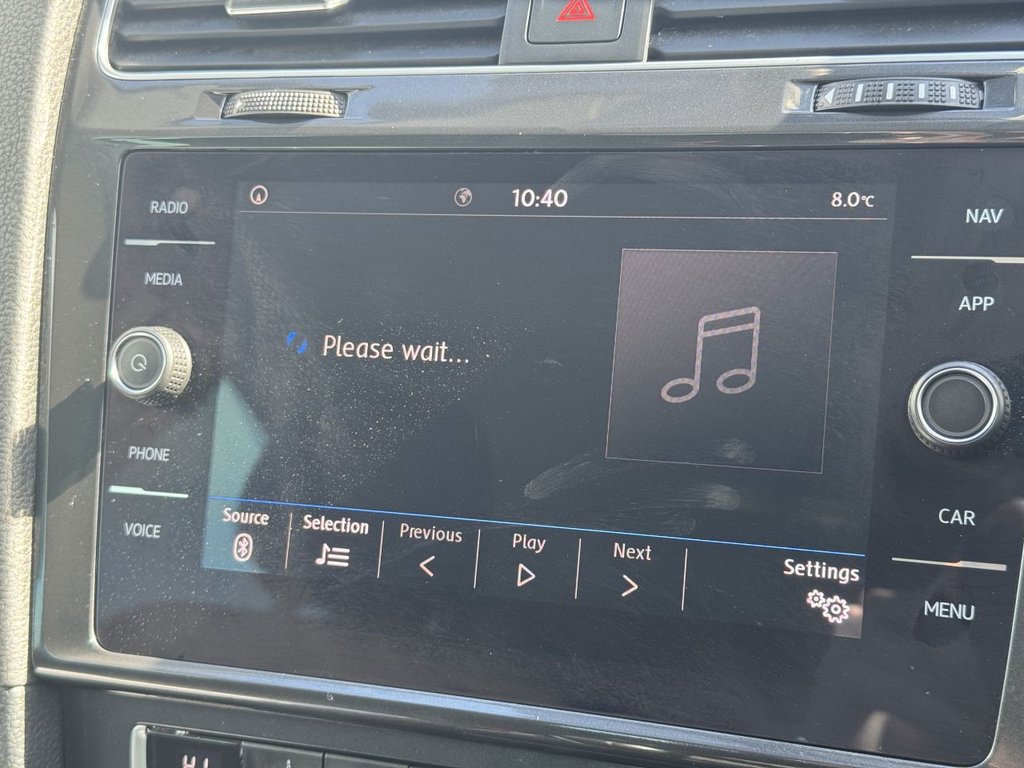 10:40
8.0°C
RADIO
MEDIA
PHONE
VOICE
Please wait...
Source
Selection
Previous
Play
Next
Settings
NAV
APP
CAR
MENU